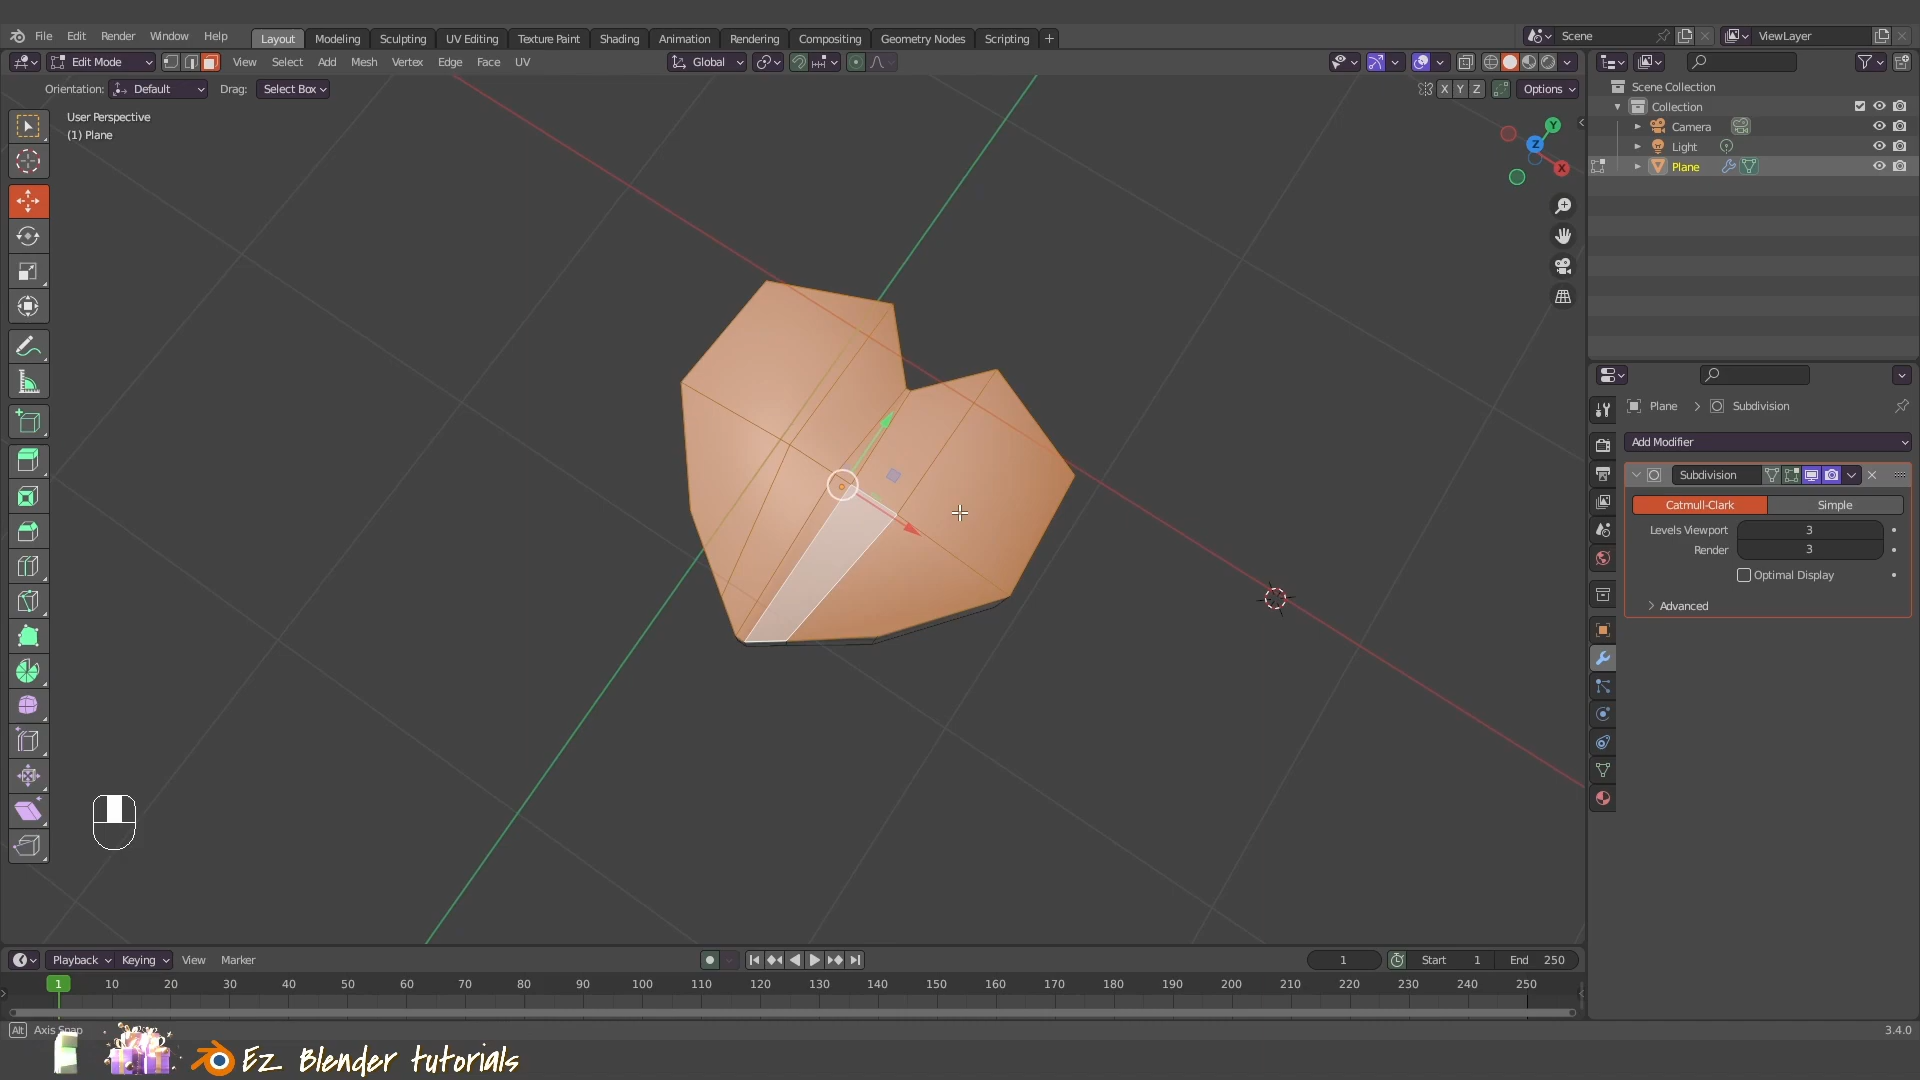 File Edit Render Window Help Layout Modeling Sculpting UV Editing Texture Paint Shading Animation Rendering Compositing Geometry Nodes Scripting + Scene ViewLayer
Edit Mode View Select Add Mesh Vertex Edge Face UV Global
Orientation: Default Drag: Select Box X Y Z Options
User Perspective
(1) Plane
Y
Z
X
Scene Collection
Collection
Camera
Light
Plane
Plane > Subdivision
Add Modifier
Subdivision
Catmull-Clark Simple
Levels Viewport 3
Render 3
Optimal Display
Advanced
Playback Keying View Marker 1 Start 1 End 250
1 10 20 30 40 50 60 70 80 90 100 110 120 130 140 150 160 170 180 190 200 210 220 230 240 250
Alt Axis Snap 3.4.0
Ez Blender tutorials